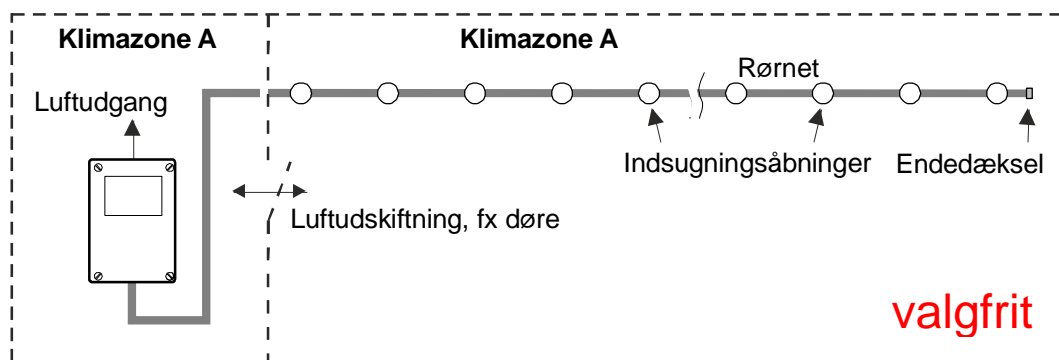 Klimazone A
Klimazone A
Luftudgang
Rørnet
Indsugningsåbninger
Endedæksel
Luftudskiftning, fx døre
valgfrit